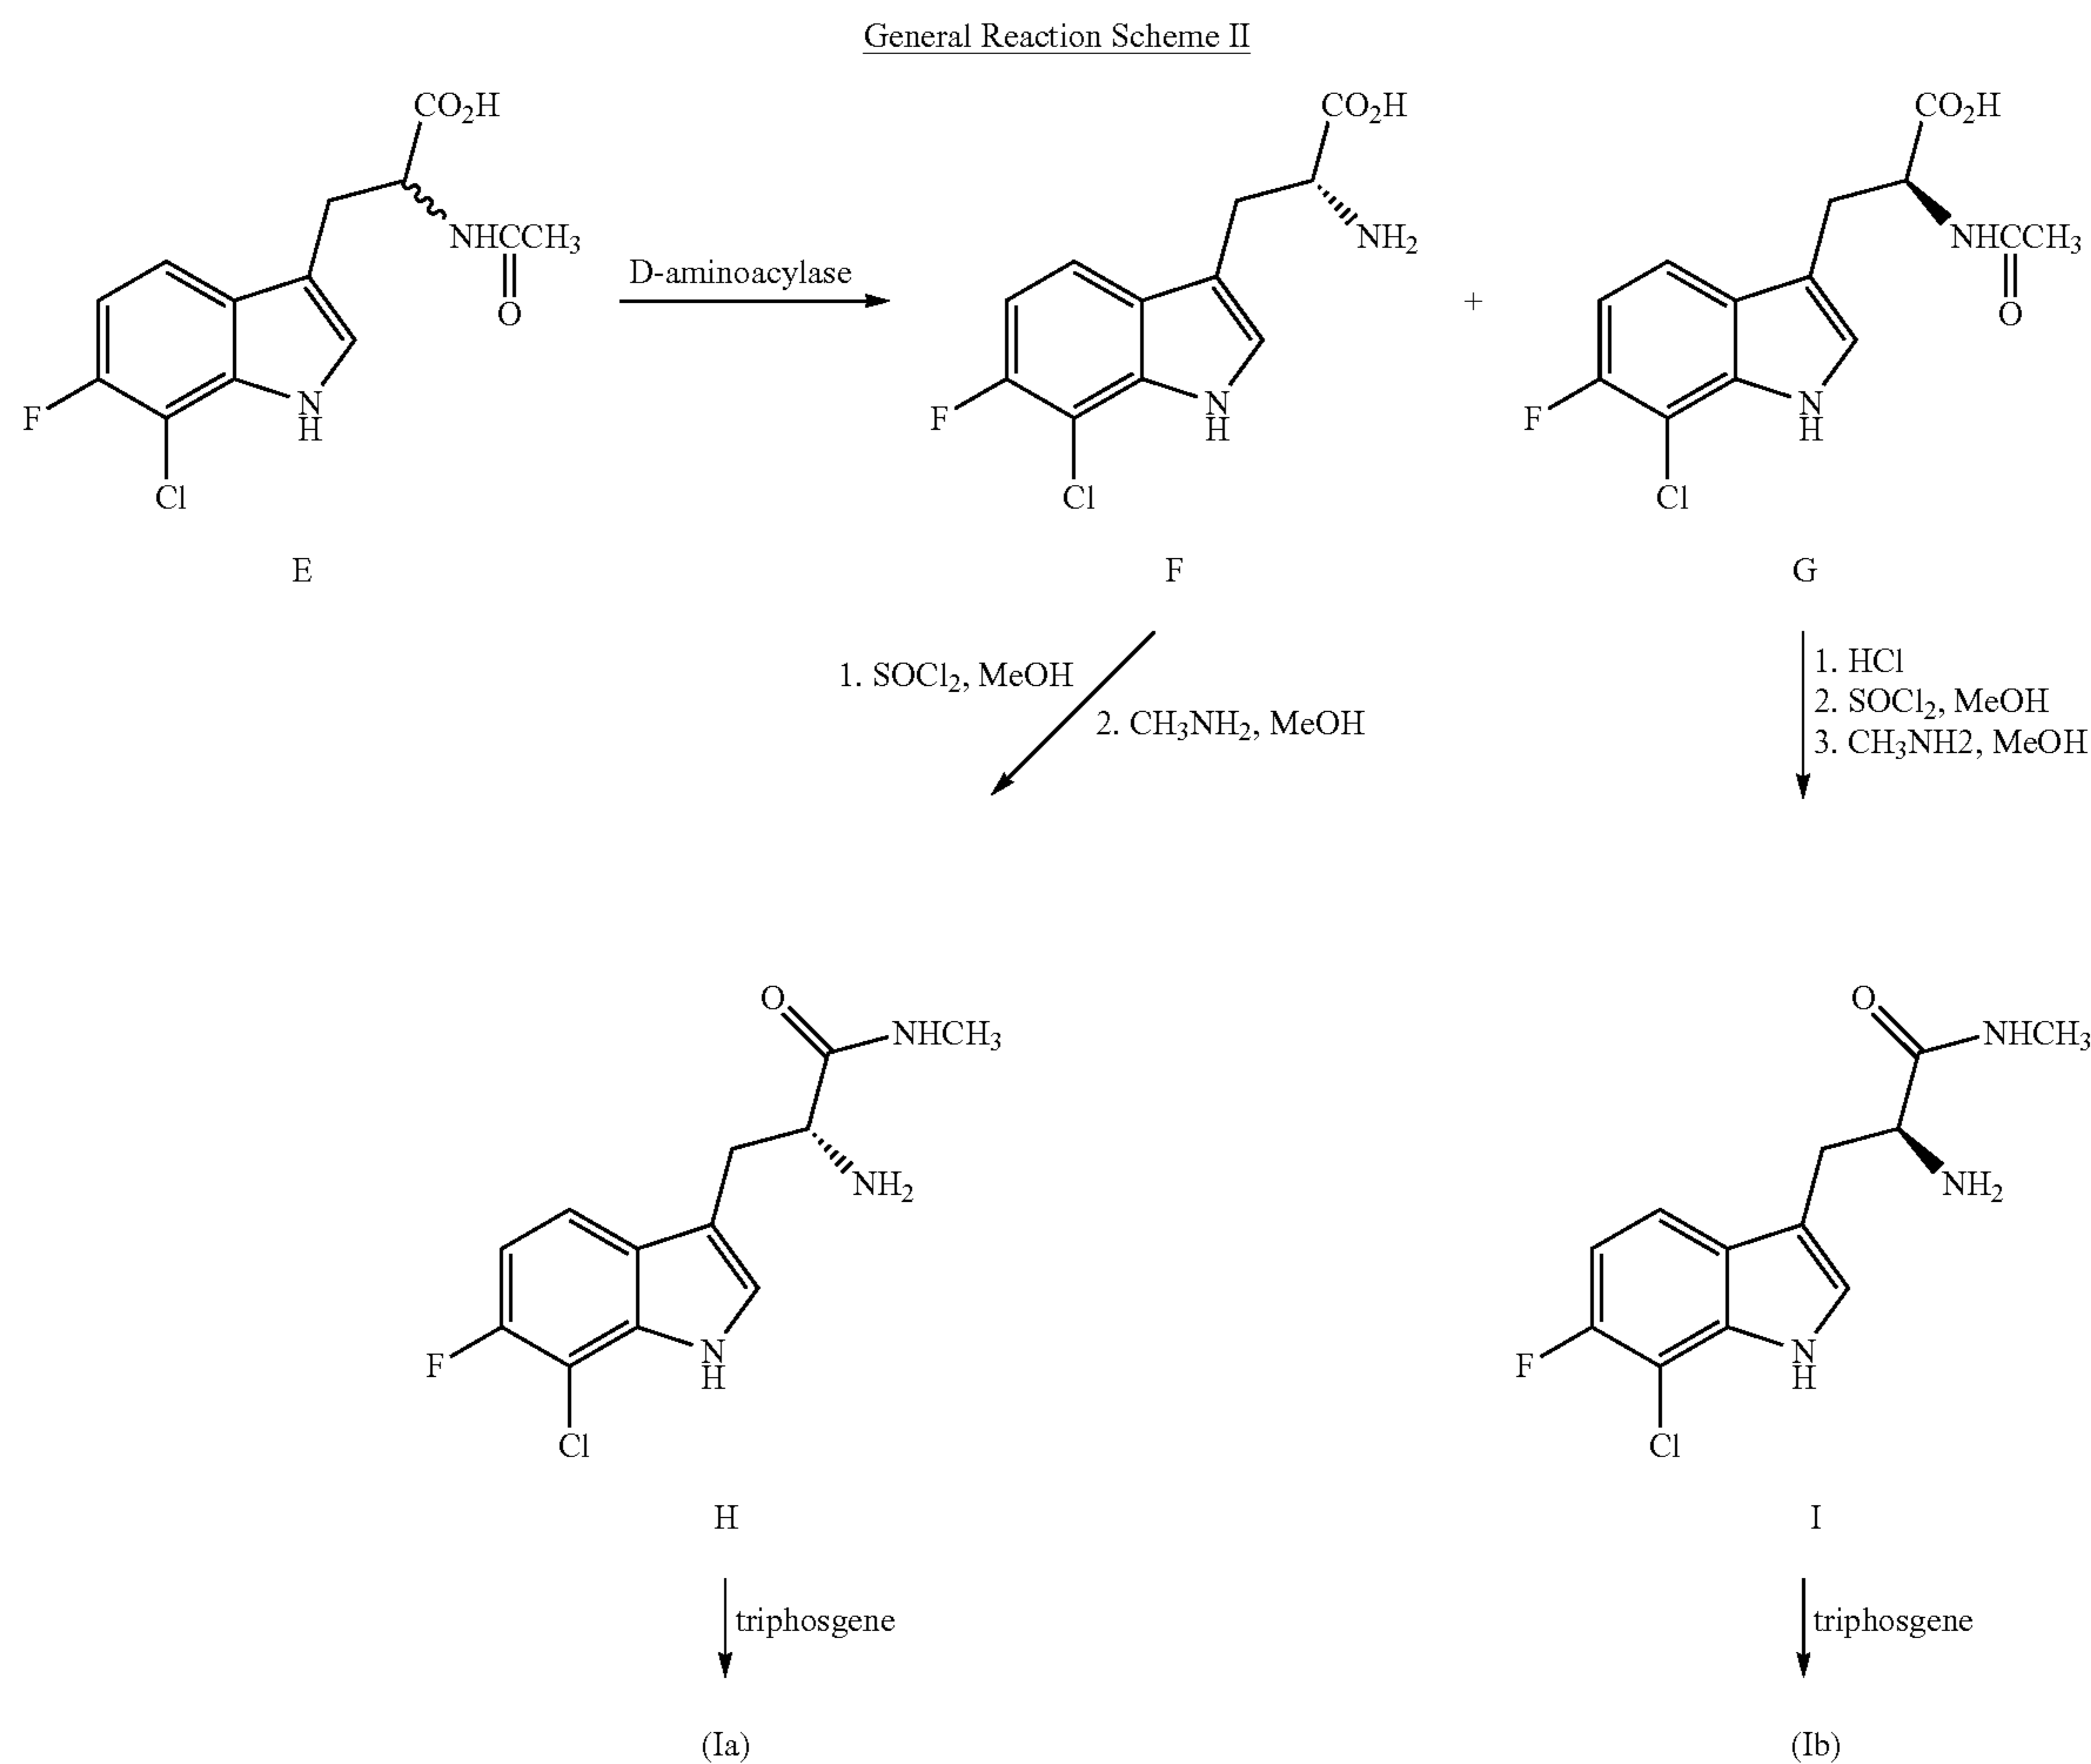 General Reaction Scheme II
CO₂H
CO₂H
CO₂H
NHCCH₃
O
D-aminoacylase
NH₂
+
NHCCH₃
O
F
N
H
Cl
F
N
H
Cl
F
N
H
Cl
E
F
G
1. SOCl₂, MeOH
2. CH₃NH₂, MeOH
1. HCl
2. SOCl₂, MeOH
3. CH₃NH2, MeOH
O
NHCH₃
O
NHCH₃
NH₂
NH₂
F
N
H
Cl
F
N
H
Cl
H
I
triphosgene
triphosgene
(Ia)
(Ib)